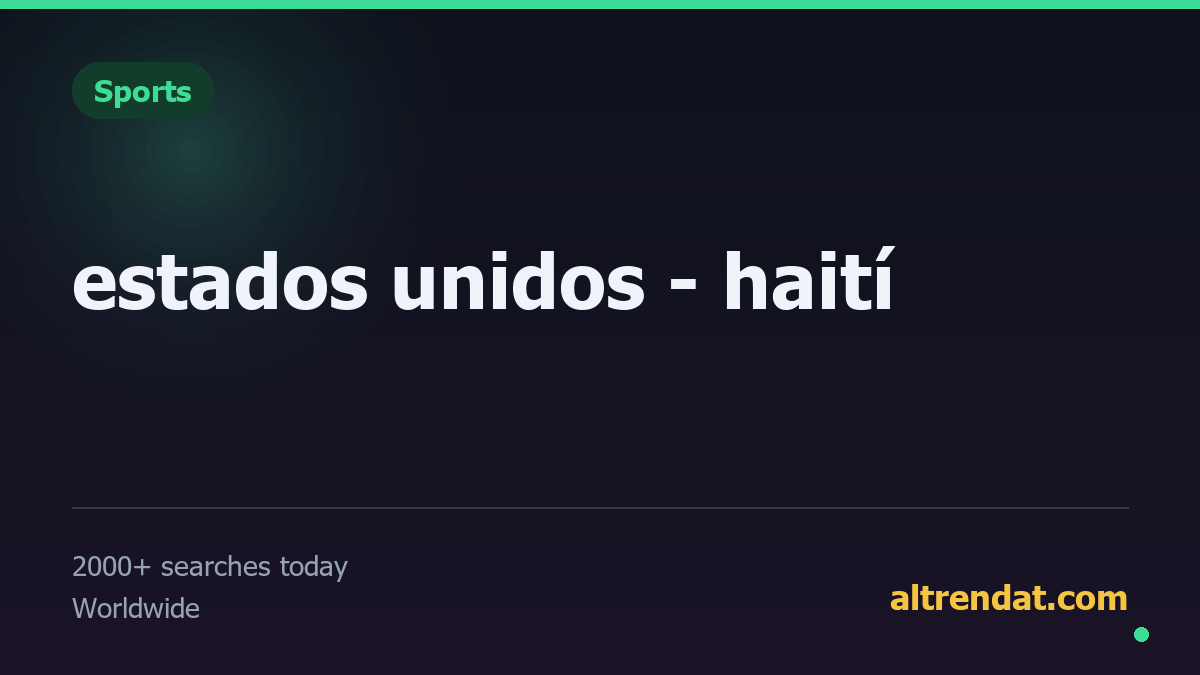 Sports
estados unidos - haití
2000+ searches today
Worldwide
altrendat.com